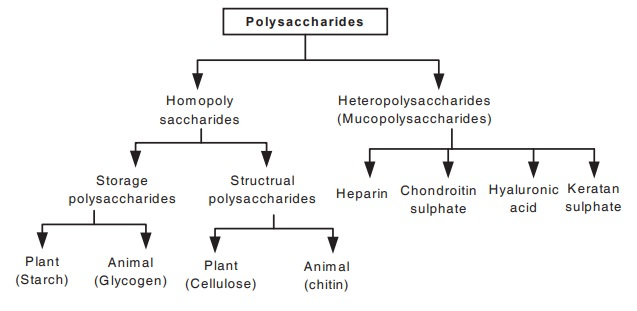 Polysaccharides
Homopoly
saccharides
Heteropolysaccharides
(Mucopolysaccharides)
Storage
polysaccharides
Structrual
polysaccharides
Heparin
Chondroitin
sulphate
Hyaluronic
acid
Keratan
sulphate
Plant
(Starch)
Animal
(Glycogen)
Plant
(Cellulose)
Animal
(chitin)